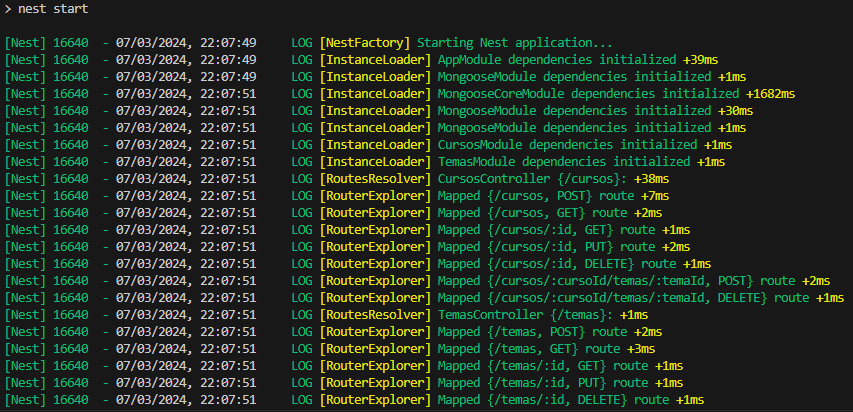 > nest start
[Nest] 16640  - 07/03/2024, 22:07:49     LOG [NestFactory] Starting Nest application...
[Nest] 16640  - 07/03/2024, 22:07:49     LOG [InstanceLoader] AppModule dependencies initialized +39ms
[Nest] 16640  - 07/03/2024, 22:07:49     LOG [InstanceLoader] MongooseModule dependencies initialized +1ms
[Nest] 16640  - 07/03/2024, 22:07:51     LOG [InstanceLoader] MongooseCoreModule dependencies initialized +1682ms
[Nest] 16640  - 07/03/2024, 22:07:51     LOG [InstanceLoader] MongooseModule dependencies initialized +30ms
[Nest] 16640  - 07/03/2024, 22:07:51     LOG [InstanceLoader] MongooseModule dependencies initialized +1ms
[Nest] 16640  - 07/03/2024, 22:07:51     LOG [InstanceLoader] CursosModule dependencies initialized +1ms
[Nest] 16640  - 07/03/2024, 22:07:51     LOG [InstanceLoader] TemasModule dependencies initialized +1ms
[Nest] 16640  - 07/03/2024, 22:07:51     LOG [RoutesResolver] CursosController {/cursos}: +38ms
[Nest] 16640  - 07/03/2024, 22:07:51     LOG [RouterExplorer] Mapped {/cursos, POST} route +7ms
[Nest] 16640  - 07/03/2024, 22:07:51     LOG [RouterExplorer] Mapped {/cursos, GET} route +2ms
[Nest] 16640  - 07/03/2024, 22:07:51     LOG [RouterExplorer] Mapped {/cursos/:id, GET} route +1ms
[Nest] 16640  - 07/03/2024, 22:07:51     LOG [RouterExplorer] Mapped {/cursos/:id, PUT} route +2ms
[Nest] 16640  - 07/03/2024, 22:07:51     LOG [RouterExplorer] Mapped {/cursos/:id, DELETE} route +1ms
[Nest] 16640  - 07/03/2024, 22:07:51     LOG [RouterExplorer] Mapped {/cursos/:cursoId/temas/:temaId, POST} route +2ms
[Nest] 16640  - 07/03/2024, 22:07:51     LOG [RouterExplorer] Mapped {/cursos/:cursoId/temas/:temaId, DELETE} route +1ms
[Nest] 16640  - 07/03/2024, 22:07:51     LOG [RoutesResolver] TemasController {/temas}: +1ms
[Nest] 16640  - 07/03/2024, 22:07:51     LOG [RouterExplorer] Mapped {/temas, POST} route +2ms
[Nest] 16640  - 07/03/2024, 22:07:51     LOG [RouterExplorer] Mapped {/temas, GET} route +3ms
[Nest] 16640  - 07/03/2024, 22:07:51     LOG [RouterExplorer] Mapped {/temas/:id, GET} route +1ms
[Nest] 16640  - 07/03/2024, 22:07:51     LOG [RouterExplorer] Mapped {/temas/:id, PUT} route +1ms
[Nest] 16640  - 07/03/2024, 22:07:51     LOG [RouterExplorer] Mapped {/temas/:id, DELETE} route +1ms